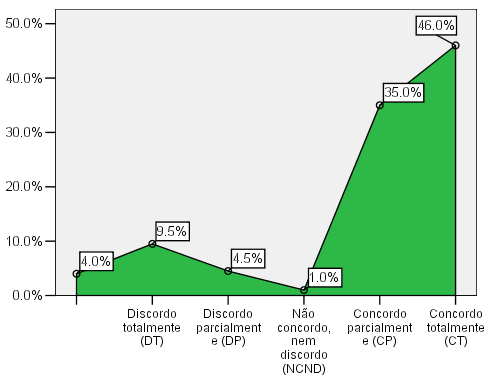 50.0%
40.0%
30.0%
20.0%
10.0%
0.0%
4.0%
9.5%
4.5%
1.0%
35.0%
46.0%
Discordo
totalmente
(DT)
Discordo
parcialment
e (DP)
Não
concordo,
nem
discordo
(NCND)
Concordo
parcialment
e (CP)
Concordo
totalmente
(CT)